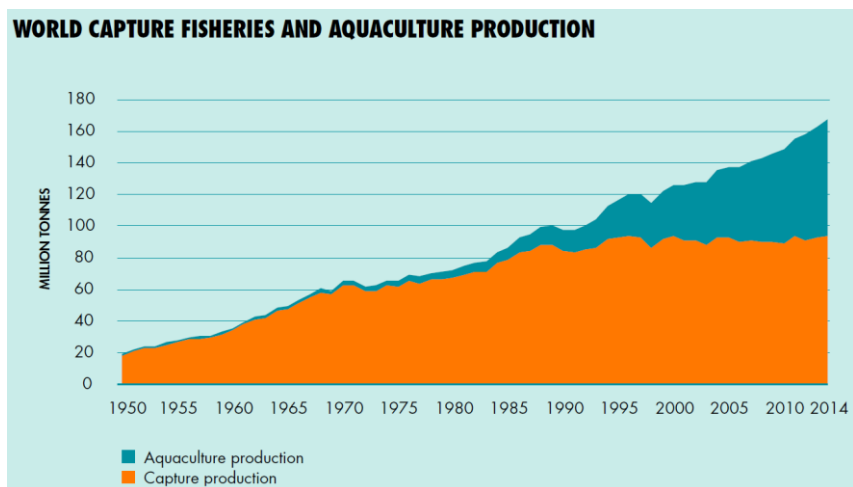 WORLD CAPTURE FISHERIES AND AQUACULTURE PRODUCTION
180
160
140
120
100
80
60
40
20
0
MILLION TONNES
1950 1955 1960 1965 1970 1975 1980 1985 1990 1995 2000 2005 2010 2014
Aquaculture production
Capture production